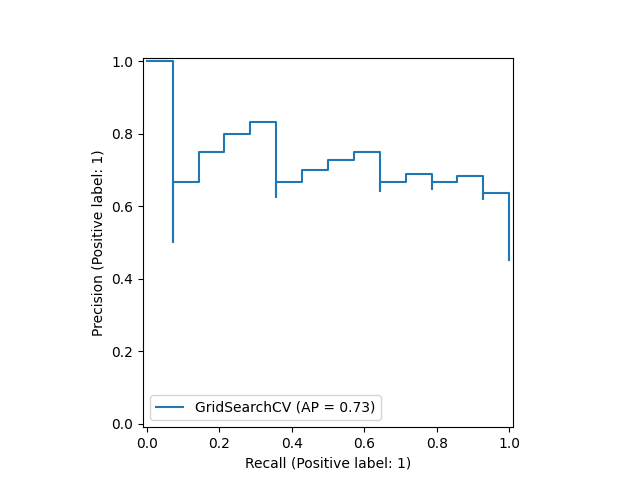 1.0
0.8
0.6
0.4
0.2
0.0
Precision (Positive label: 1)
GridSearchCV (AP = 0.73)
0.0 0.2 0.4 0.6 0.8 1.0
Recall (Positive label: 1)